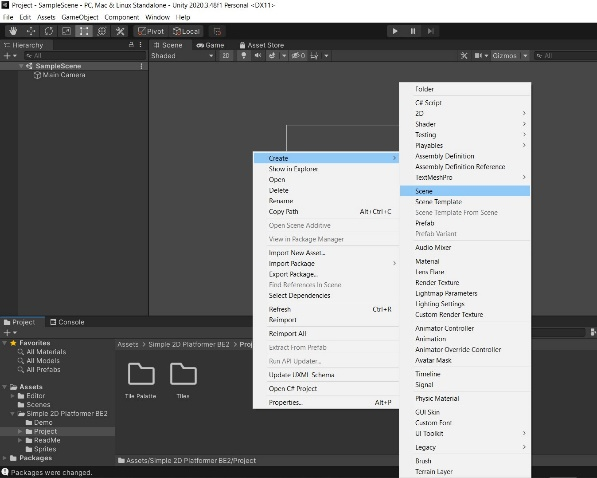 Project - SampleScene - PC, Mac & Linux Standalone - Unity 2020.3.48f1 Personal <DX11>
File Edit Assets GameObject Component Window Help
Pivot Local
Hierarchy
All
SampleScene
Main Camera
Scene Game Asset Store
Shaded 2D 0 Gizmos All
Create
Show in Explorer
Open
Delete
Rename
Copy Path Alt+Ctrl+C
Open Scene Additive
View in Package Manager
Import New Asset...
Import Package
Export Package...
Find References In Scene
Select Dependencies
Refresh Ctrl+R
Reimport
Reimport All
Extract From Prefab
Run API Updater...
Update UXML Schema
Open C# Project
Properties... Alt+P
Folder
C# Script
2D
Shader
Testing
Playables
Assembly Definition
Assembly Definition Reference
TextMeshPro
Scene
Scene Template
Scene Template From Scene
Prefab
Prefab Variant
Audio Mixer
Material
Lens Flare
Render Texture
Lightmap Parameters
Lighting Settings
Custom Render Texture
Animator Controller
Animation
Animator Override Controller
Avatar Mask
Timeline
Signal
Physic Material
GUI Skin
Custom Font
UI Toolkit
Legacy
Brush
Terrain Layer
Project Console
Favorites
All Materials
All Models
All Prefabs
Assets
Editor
Scenes
Simple 2D Platformer BE2
Demo
Project
ReadMe
Sprites
Packages
Assets > Simple 2D Platformer BE2 > Proj
Tile Palette Tiles
Assets/Simple 2D Platformer BE2/Project
Packages were changed.